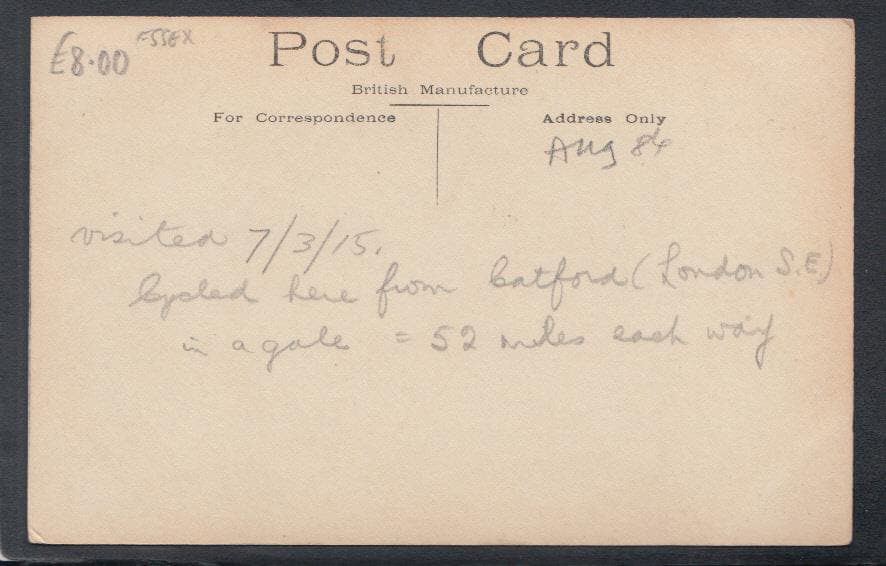 £8.00 ESSEX
Post Card
British Manufacture
For Correspondence Address Only
Aug 84
visited 7/3/15.
Cycled here from Catford (London S.E)
in a gale = 52 miles each way